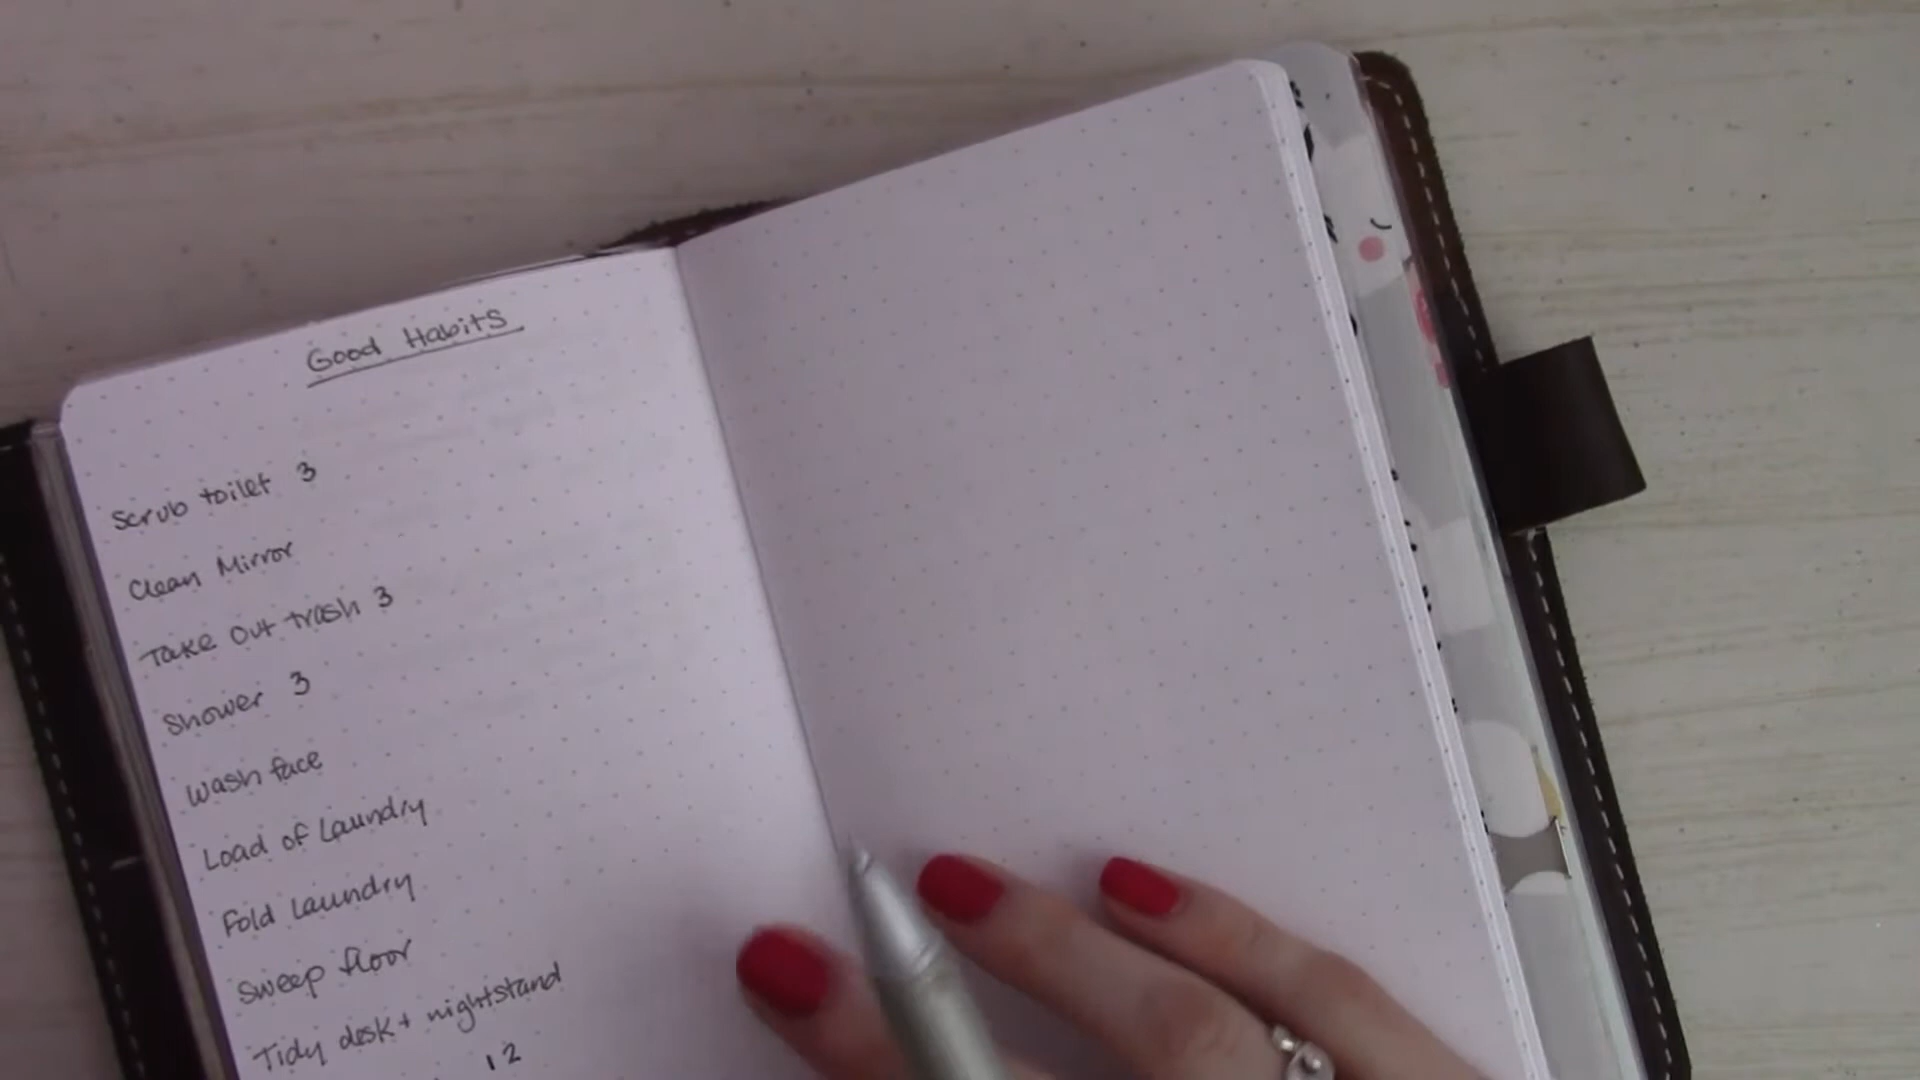 Good Habits
Scrub toilet 3
Clean Mirror
Take out trash 3
Shower 3
Wash face
Load of Laundry
Fold Laundry
Sweep floor
Tidy desk + nightstand
12